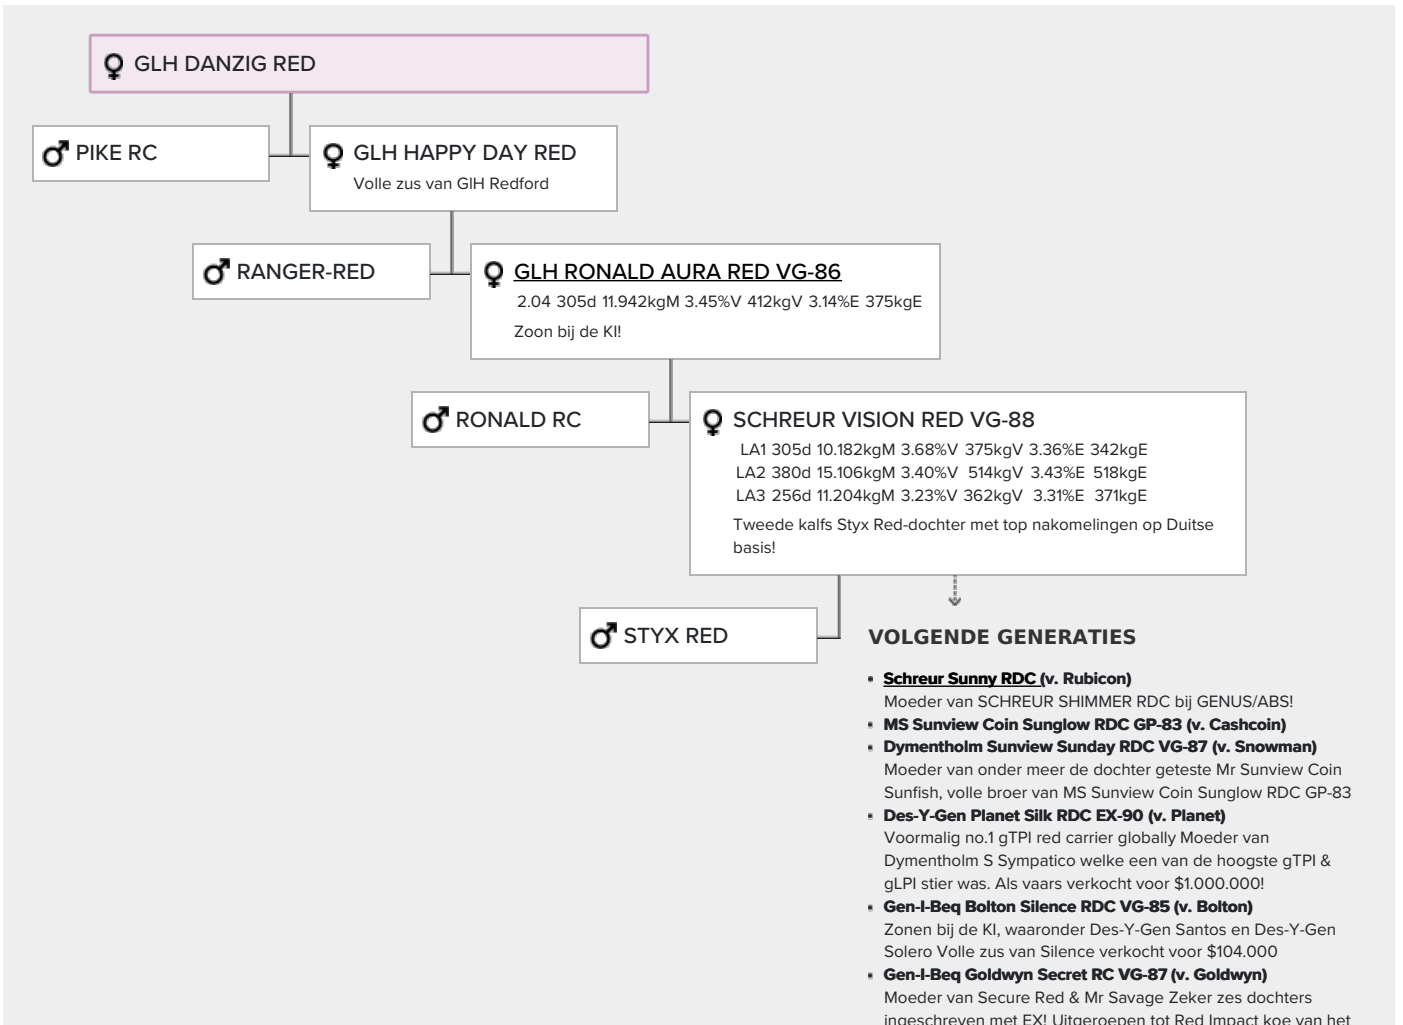 GLH DANZIG RED
PIKE RC
GLH HAPPY DAY RED
Volle zus van GlH Redford
RANGER-RED
GLH RONALD AURA RED VG-86
2.04 305d 11.942kgM 3.45%V 412kgV 3.14%E 375kgE
Zoon bij de KI!
RONALD RC
SCHREUR VISION RED VG-88
LA1 305d 10.182kgM 3.68%V 375kgV 3.36%E 342kgE
LA2 380d 15.106kgM 3.40%V 514kgV 3.43%E 518kgE
LA3 256d 11.204kgM 3.23%V 362kgV 3.31%E 371kgE
Tweede kalfs Styx Red-dochter met top nakomelingen op Duitse
basis!
STYX RED
VOLGENDE GENERATIES
Schreur Sunny RDC (v. Rubicon)
Moeder van SCHREUR SHIMMER RDC bij GENUS/ABS!
MS Sunview Coin Sunglow RDC GP-83 (v. Cashcoin)
Dymentholm Sunview Sunday RDC VG-87 (v. Snowman)
Moeder van onder meer de dochter geteste Mr Sunview Coin
Sunfish, volle broer van MS Sunview Coin Sunglow RDC GP-83
Des-Y-Gen Planet Silk RDC EX-90 (v. Planet)
Voormalig no.1 gTPI red carrier globally Moeder van
Dymentholm S Sympatico welke een van de hoogste gTPI &
gLPI stier was. Als vaars verkocht voor $1.000.000!
Gen-I-Beq Bolton Silence RDC VG-85 (v. Bolton)
Zonen bij de KI, waaronder Des-Y-Gen Santos en Des-Y-Gen
Solero Volle zus van Silence verkocht voor $104.000
Gen-I-Beq Goldwyn Secret RC VG-87 (v. Goldwyn)
Moeder van Secure Red & Mr Savage Zeker zes dochters
ingeschreven met EX! Uitgeroepen tot Red Impact koe van het